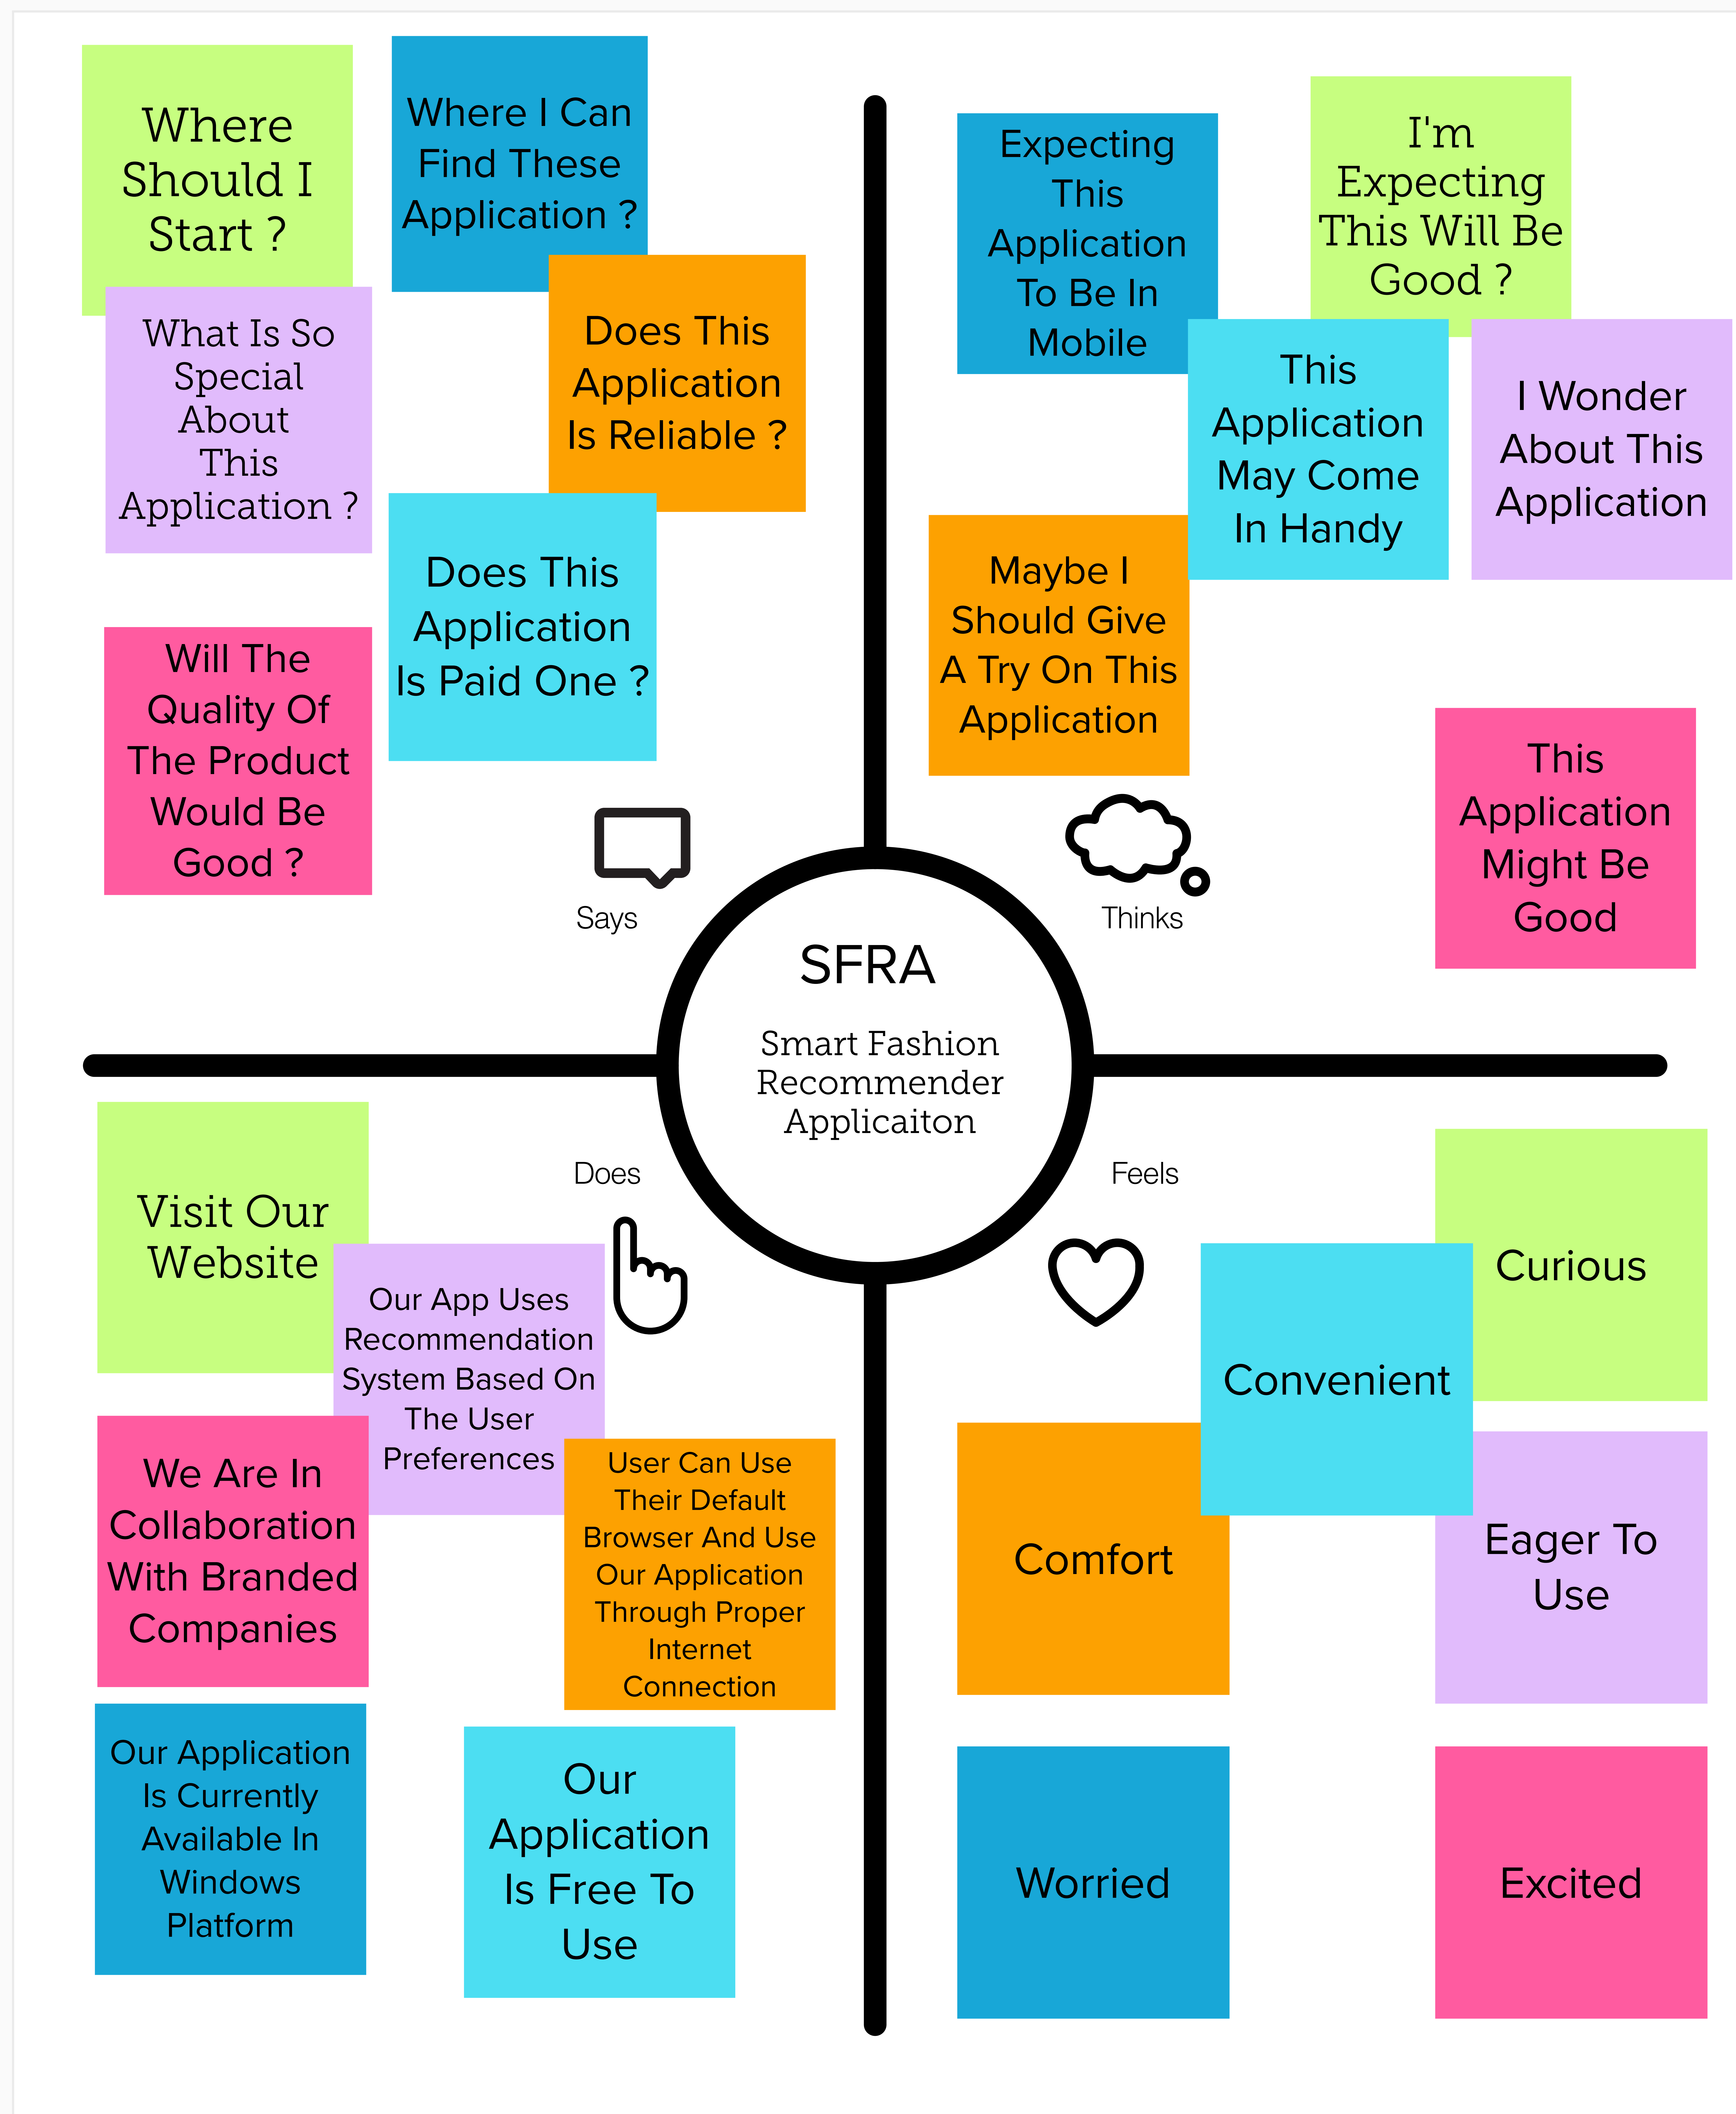 Where
Should I
Start ?
Where I Can
Find These
Application ?
What Is So
Special
About
This
Application ?
Does This
Application
Is Reliable ?
Does This
Application
Is Paid One ?
Will The
Quality Of
The Product
Would Be
Good ?
Says
Expecting
This
Application
To Be In
Mobile
I'm
Expecting
This Will Be
Good ?
This
Application
May Come
In Handy
I Wonder
About This
Application
Maybe I
Should Give
A Try On This
Application
This
Application
Might Be
Good
Thinks
SFRA
Smart Fashion
Recommender
Applicaiton
Does
Visit Our
Website
Our App Uses
Recommendation
System Based On
The User
Preferences
We Are In
Collaboration
With Branded
Companies
User Can Use
Their Default
Browser And Use
Our Application
Through Proper
Internet
Connection
Our Application
Is Currently
Available In
Windows
Platform
Our
Application
Is Free To
Use
Feels
Curious
Convenient
Comfort
Eager To
Use
Worried
Excited